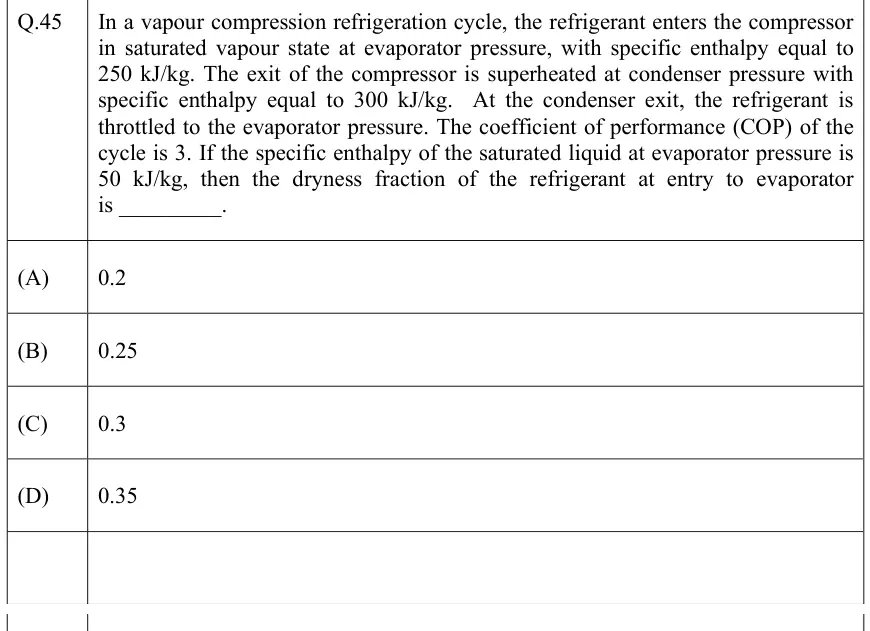 Q.45 In a vapour compression refrigeration cycle, the refrigerant enters the compressor
in saturated vapour state at evaporator pressure, with specific enthalpy equal to
250 kJ/kg. The exit of the compressor is superheated at condenser pressure with
specific enthalpy equal to 300 kJ/kg. At the condenser exit, the refrigerant is
throttled to the evaporator pressure. The coefficient of performance (COP) of the
cycle is 3. If the specific enthalpy of the saturated liquid at evaporator pressure is
50 kJ/kg, then the dryness fraction of the refrigerant at entry to evaporator
is __________.
(A) 0.2
(B) 0.25
(C) 0.3
(D) 0.35